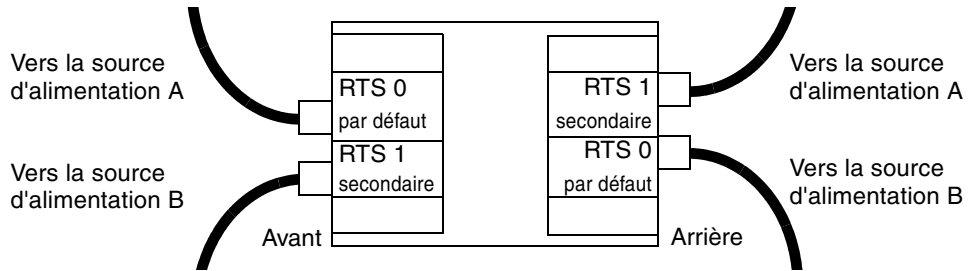 Vers la source
d'alimentation A
RTS 0
par défaut
RTS 1
secondaire
Vers la source
d'alimentation A
Vers la source
d'alimentation B
RTS 1
secondaire
RTS 0
par défaut
Vers la source
d'alimentation B
Avant
Arrière